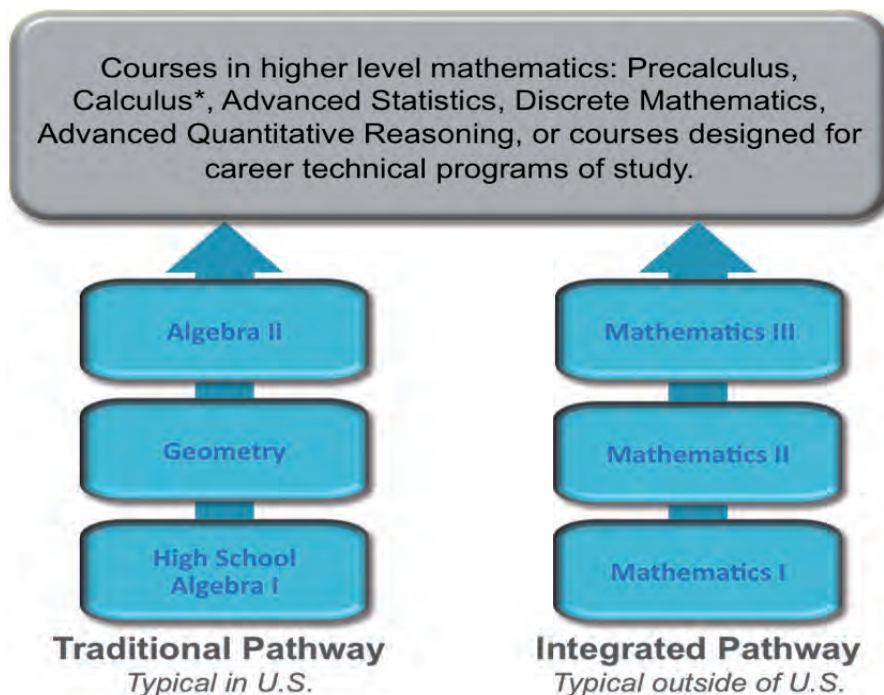 Courses in higher level mathematics: Precalculus,
Calculus*, Advanced Statistics, Discrete Mathematics,
Advanced Quantitative Reasoning, or courses designed for
career technical programs of study.
Algebra Ii
Geometry
High School
Algebra I
Traditional Pathway
Typical in U.S.
Mathematics III
Mathematics II
Mathematics I
Integrated Pathway
Typical outside of U.S.